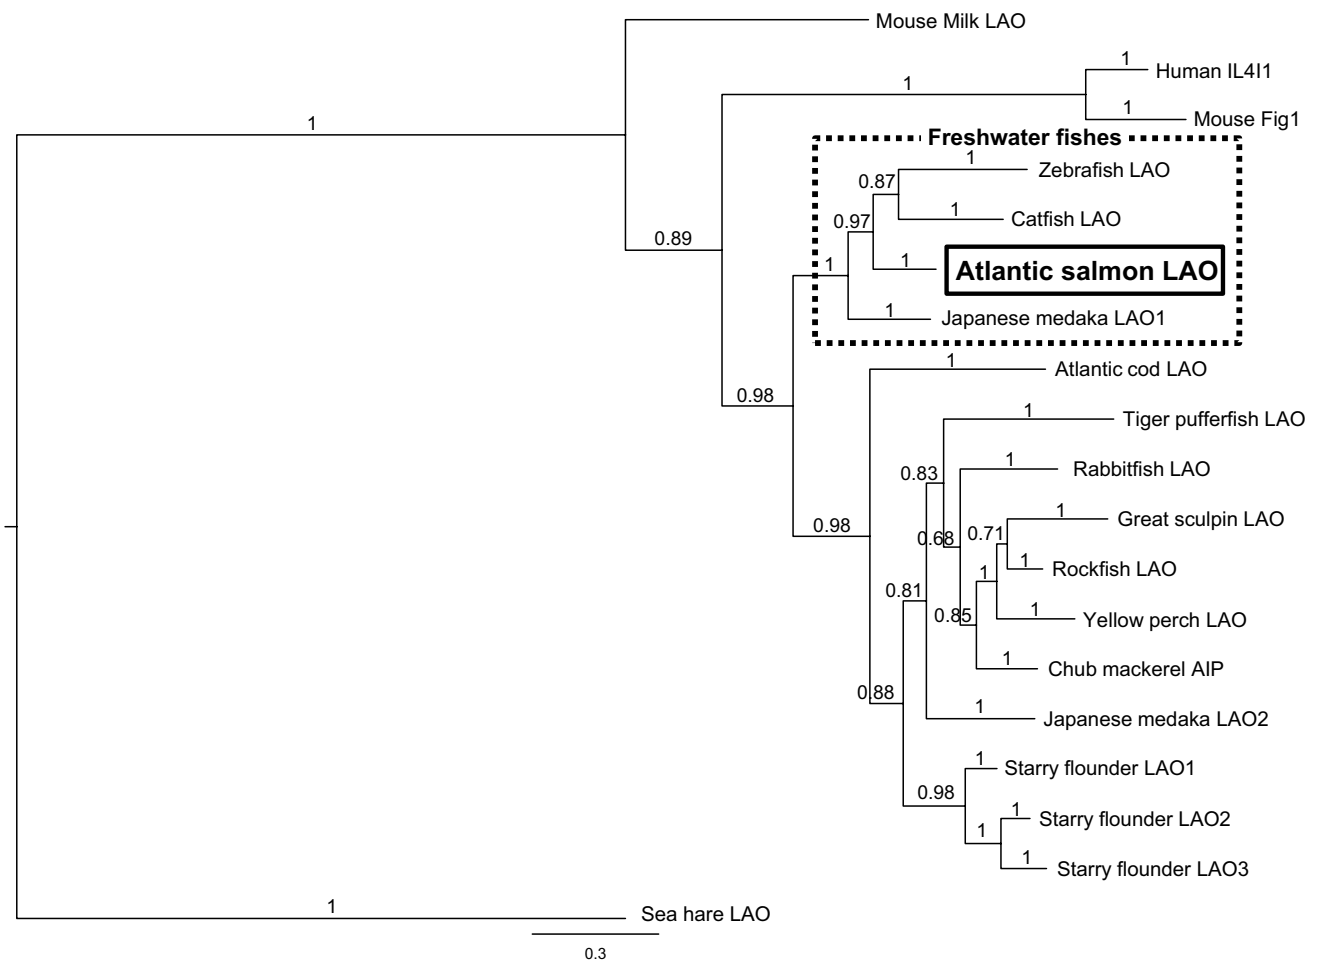 Mouse Milk LAO
1
Human IL4I1
1
1
Mouse Fig1
1
Freshwater fishes
1
Zebrafish LAO
0.87
1
Catfish LAO
0.97
0.89
1
1
Atlantic salmon LAO
1
Japanese medaka LAO1
1
Atlantic cod LAO
0.98
1
Tiger pufferfish LAO
1
Rabbitfish LAO
0.83
1
Great sculpin LAO
0.98
0.68
0.71
1
Rockfish LAO
1
0.81
1
Yellow perch LAO
0.85
1
Chub mackerel AIP
0.88
1
Japanese medaka LAO2
1
Starry flounder LAO1
0.98
1
Starry flounder LAO2
1
1
Starry flounder LAO3
1
Sea hare LAO
0.3